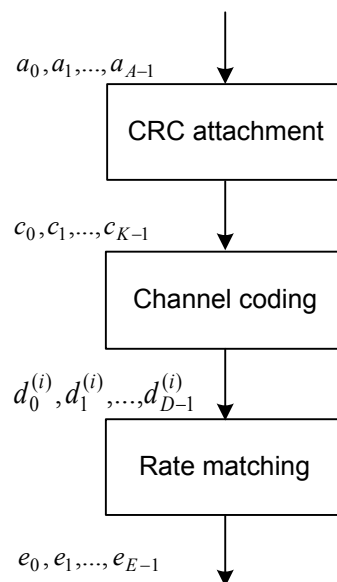 a_0, a_1,..., a_{A−1}
CRC attachment
c_0, c_1,..., c_{K−1}
Channel coding
d_0^{(i)}, d_1^{(i)},..., d_{D−1}^{(i)}
Rate matching
e_0, e_1,..., e_{E−1}